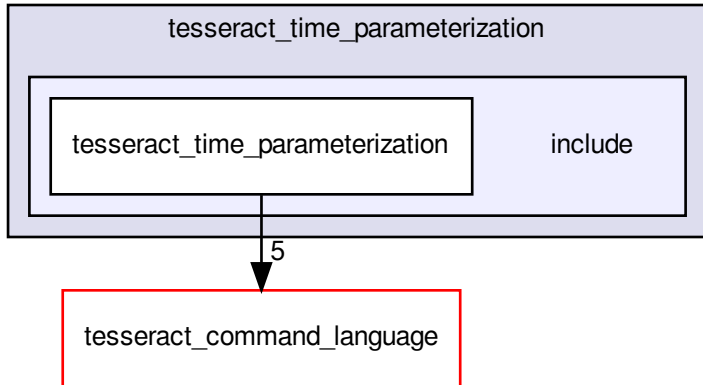 tesseract_time_parameterization
tesseract_time_parameterization
include
5
tesseract_command_language